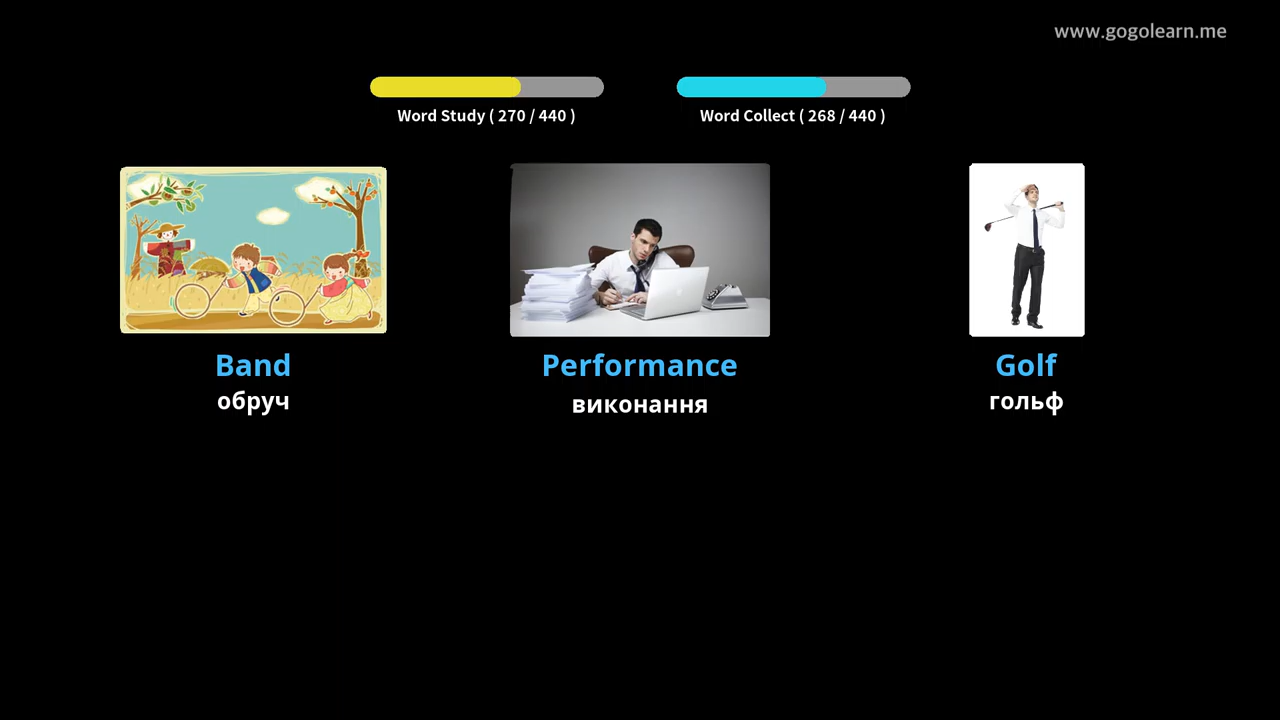 www.gogolearn.me
Word Study ( 270 / 440 )
Word Collect ( 268 / 440 )
Band
обруч
Performance
виконання
Golf
гольф